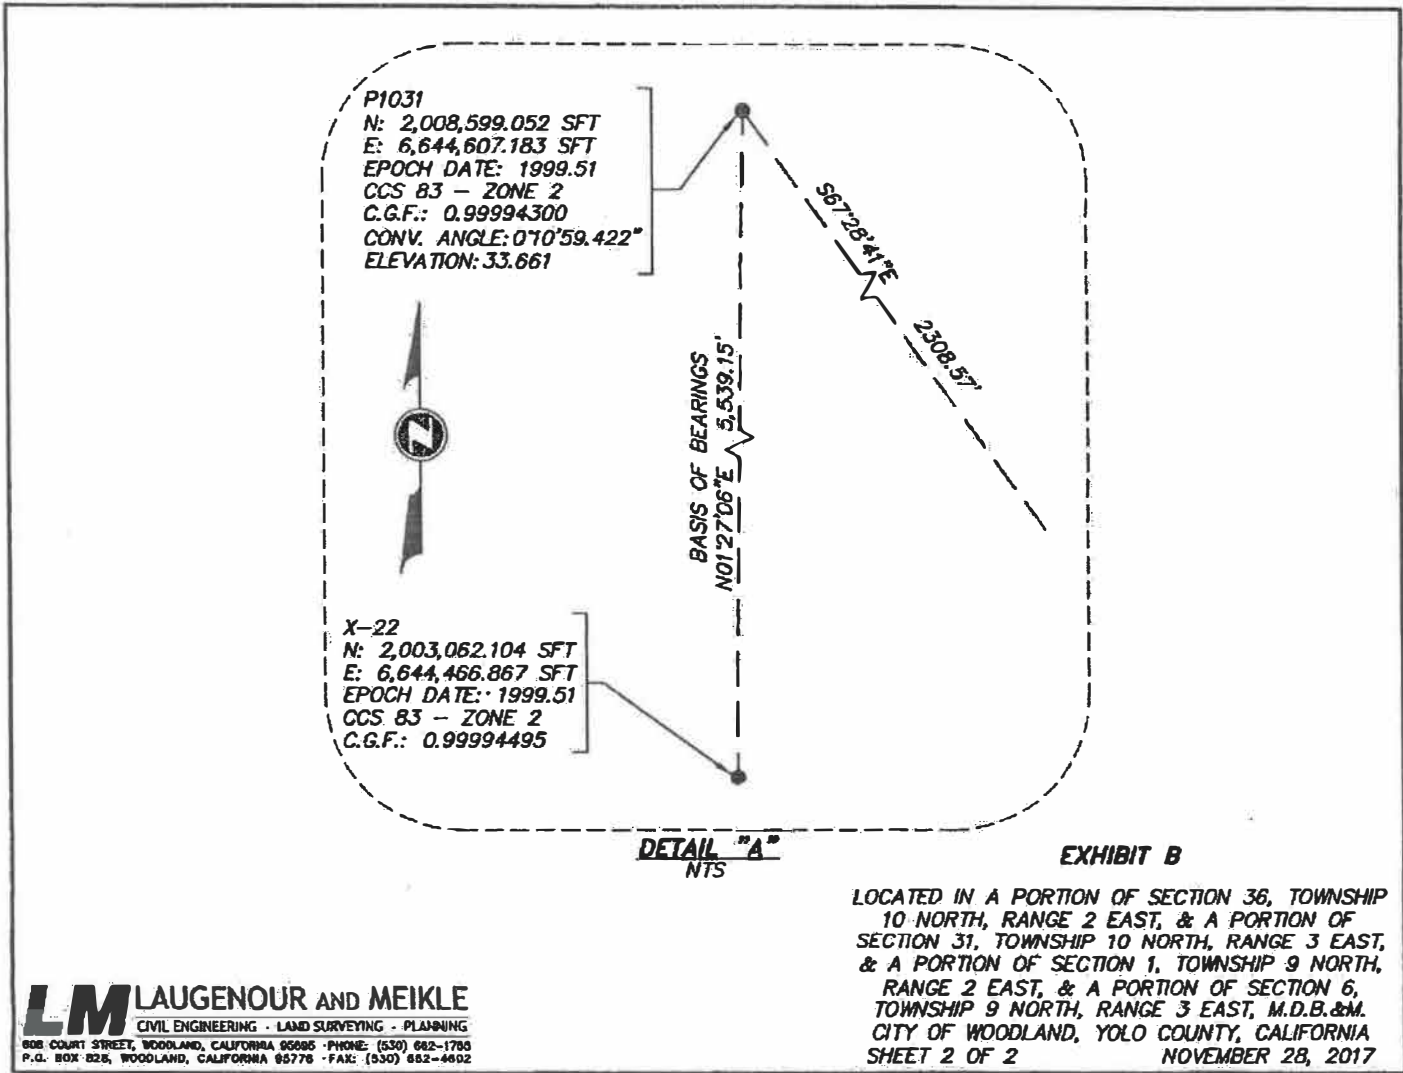 P1031
N: 2,008,599.052 SFT
E: 6,644,607.183 SFT
EPOCH DATE: 1999.51
CCS 83 - ZONE 2
C.G.F.: 0.99994300
CONV. ANGLE: 0°10'59.422"
ELEVATION: 33.661
S67°28'41"E
2308.57'
BASIS OF BEARINGS
N01°27'06"E 5,539.15'
N
X-22
N: 2,003,062.104 SFT
E: 6,644,466.867 SFT
EPOCH DATE: 1999.51
CCS 83 - ZONE 2
C.G.F.: 0.99994495
DETAIL "A"
NTS
EXHIBIT B
LOCATED IN A PORTION OF SECTION 36, TOWNSHIP
10 NORTH, RANGE 2 EAST, & A PORTION OF
SECTION 31, TOWNSHIP 10 NORTH, RANGE 3 EAST,
& A PORTION OF SECTION 1, TOWNSHIP 9 NORTH,
RANGE 2 EAST, & A PORTION OF SECTION 6,
TOWNSHIP 9 NORTH, RANGE 3 EAST, M.D.B.&M.
CITY OF WOODLAND, YOLO COUNTY, CALIFORNIA
SHEET 2 OF 2 NOVEMBER 28, 2017
LM LAUGENOUR AND MEIKLE
CIVIL ENGINEERING · LAND SURVEYING · PLANNING
608 COURT STREET, WOODLAND, CALIFORNIA 95695 · PHONE: (530) 662-1755
P.O. BOX 828, WOODLAND, CALIFORNIA 95776 · FAX: (530) 662-4602